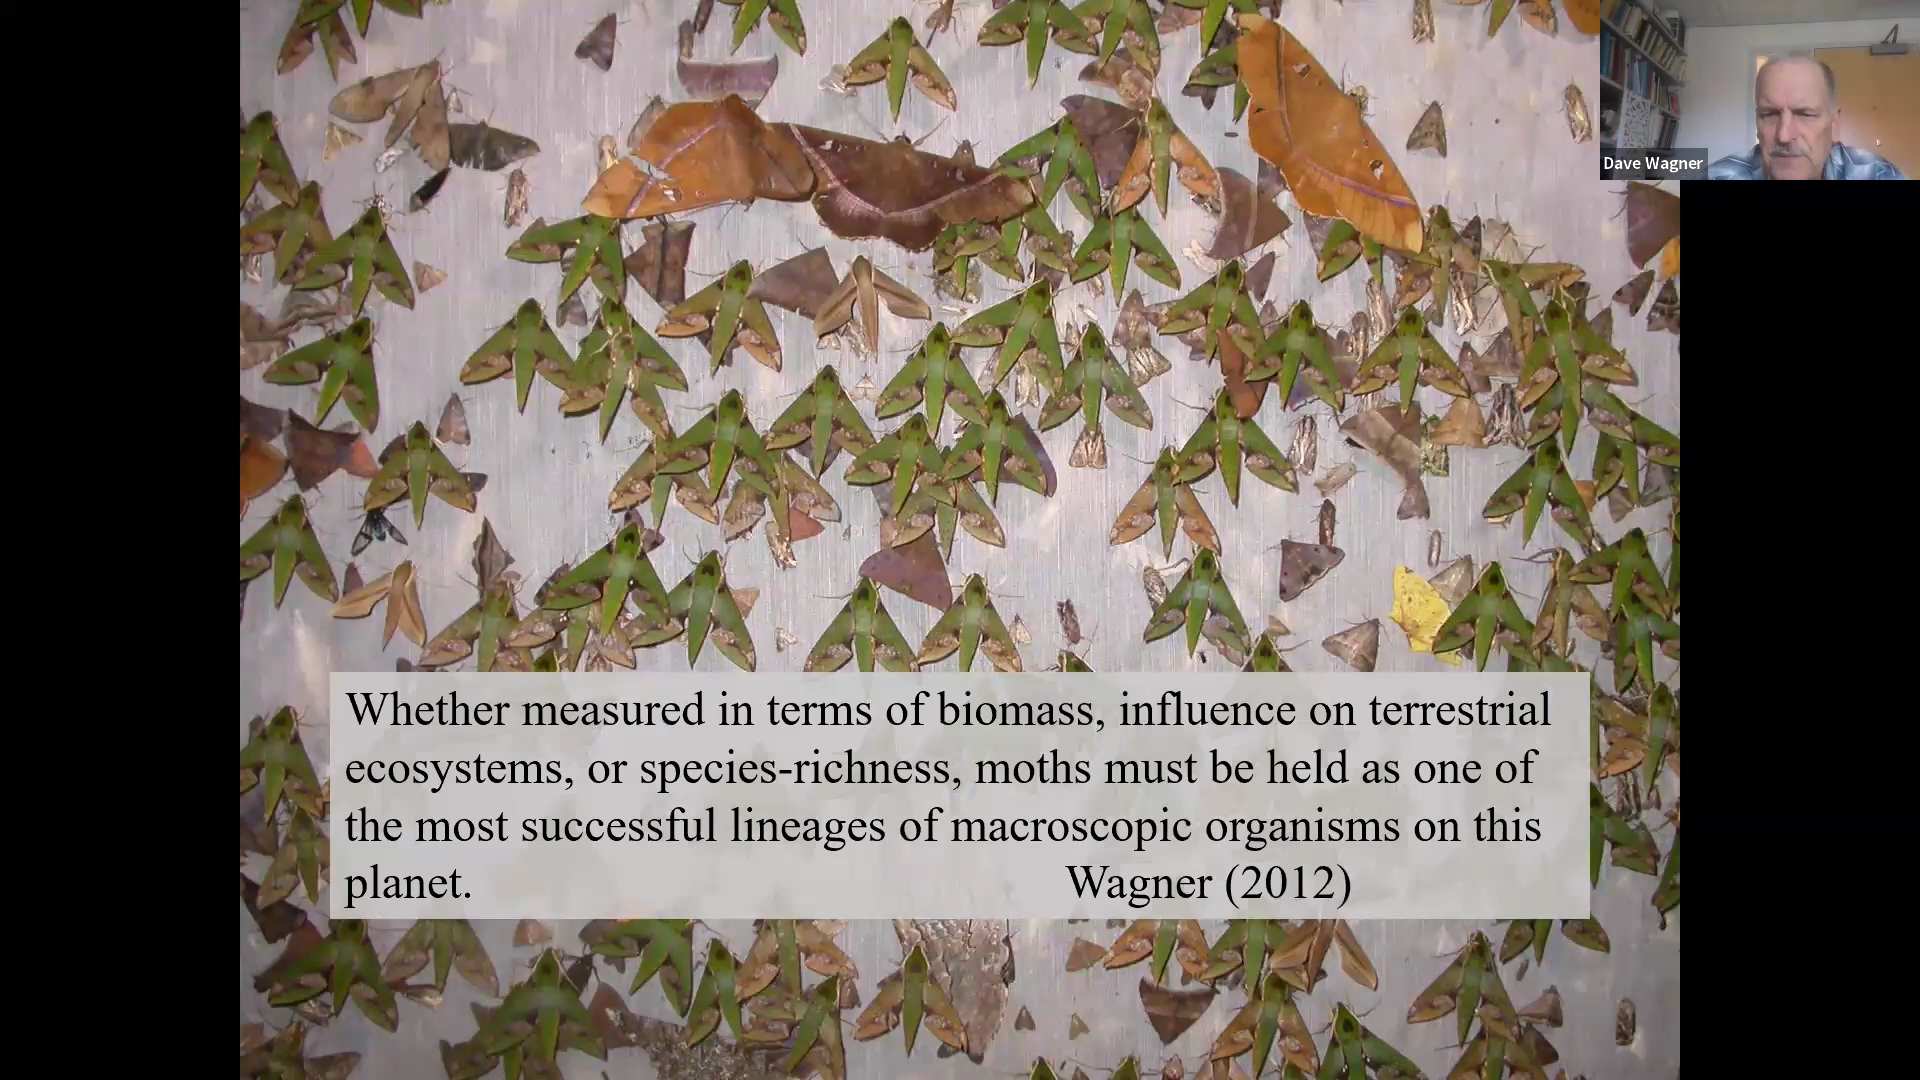 Dave Wagner
Whether measured in terms of biomass, influence on terrestrial
ecosystems, or species-richness, moths must be held as one of
the most successful lineages of macroscopic organisms on this
planet. Wagner (2012)